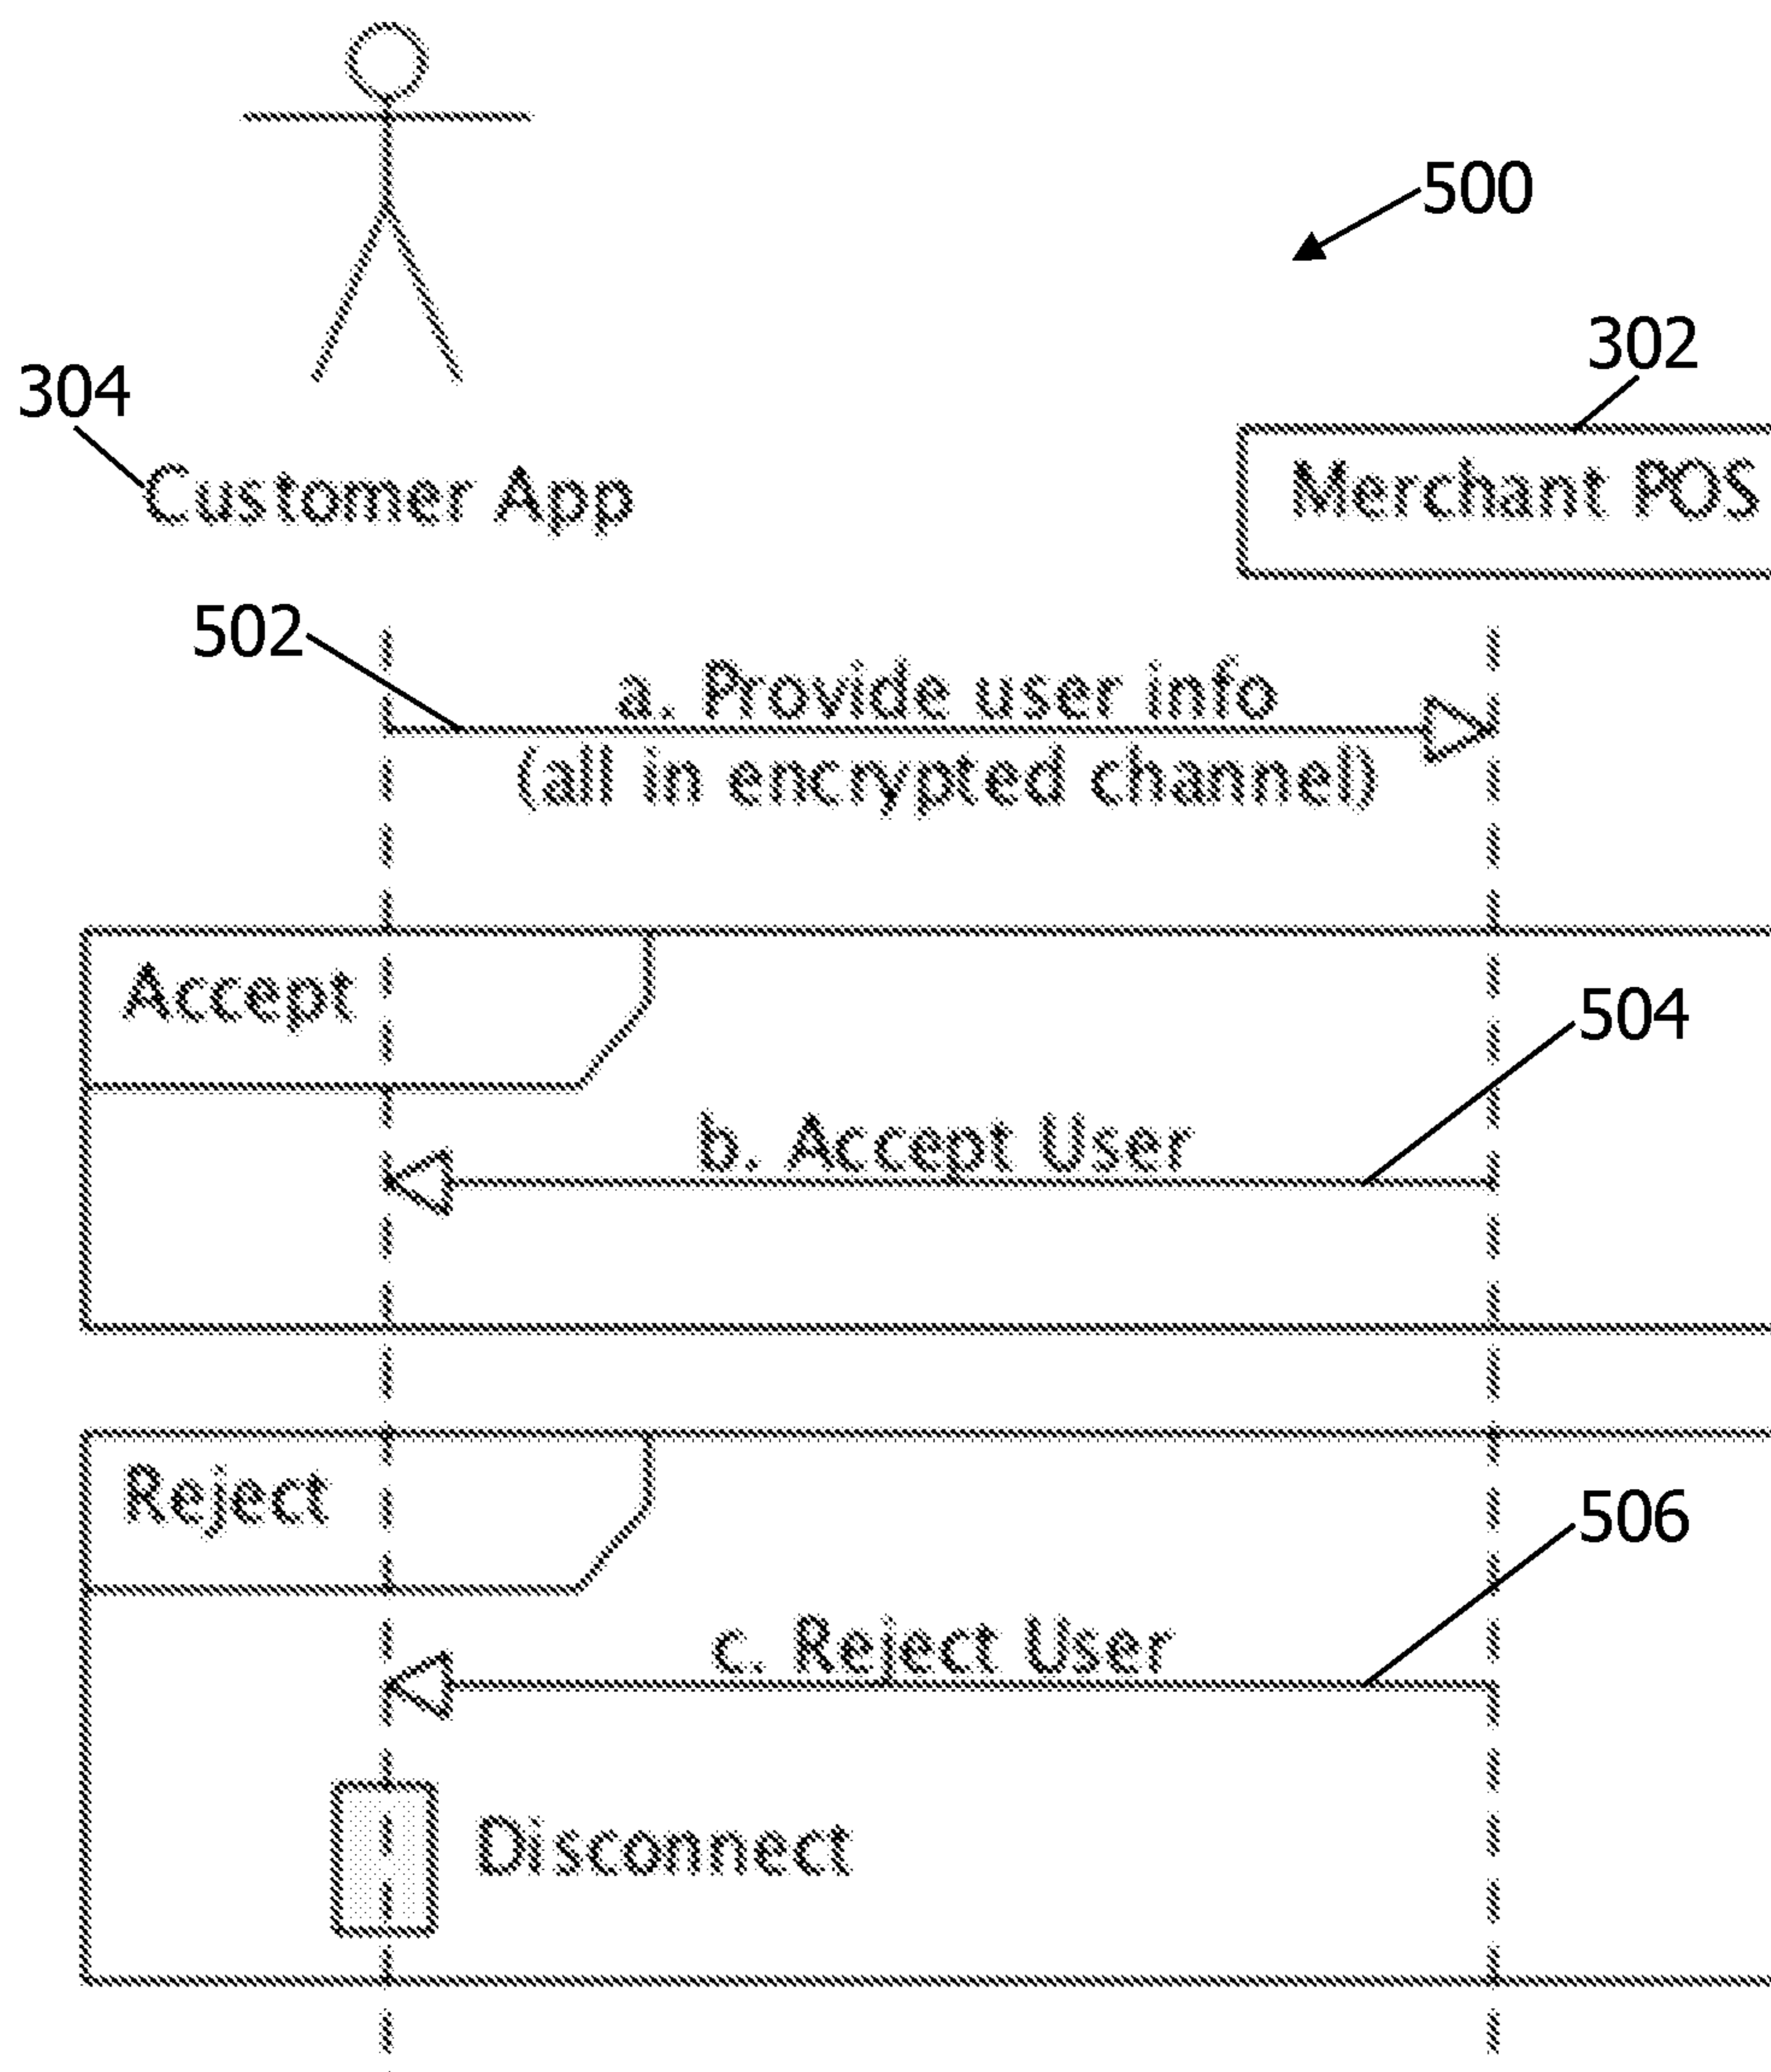 500
302
304
Customer App
Merchant POS
502
a. Provide user info
(all in encrypted channel)
Accept
504
b. Accept User
Reject
506
c. Reject User
Disconnect